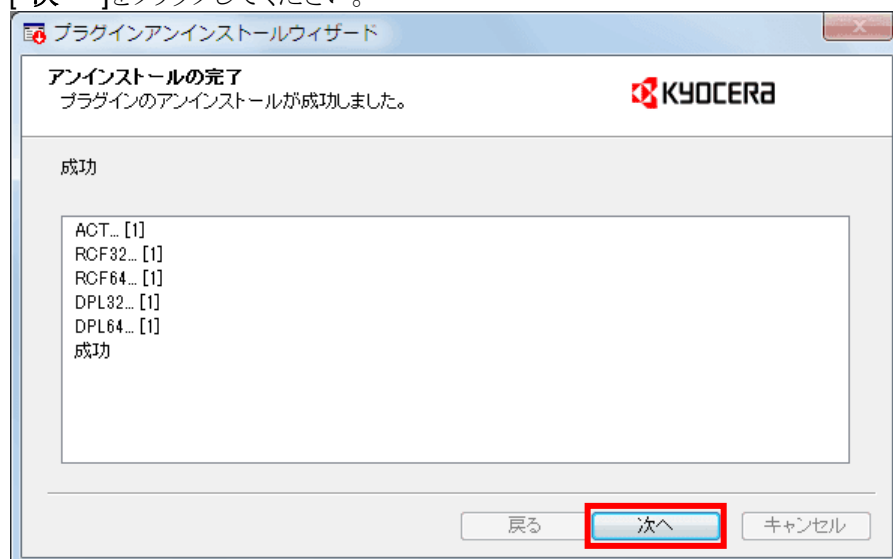 プラグインアンインストールウィザード
アンインストールの完了
プラグインのアンインストールが成功しました。
KYOCERA
成功
ACT... [1]
RCF32... [1]
RCF64... [1]
DPL32... [1]
DPL64... [1]
成功
戻る 次へ キャンセル